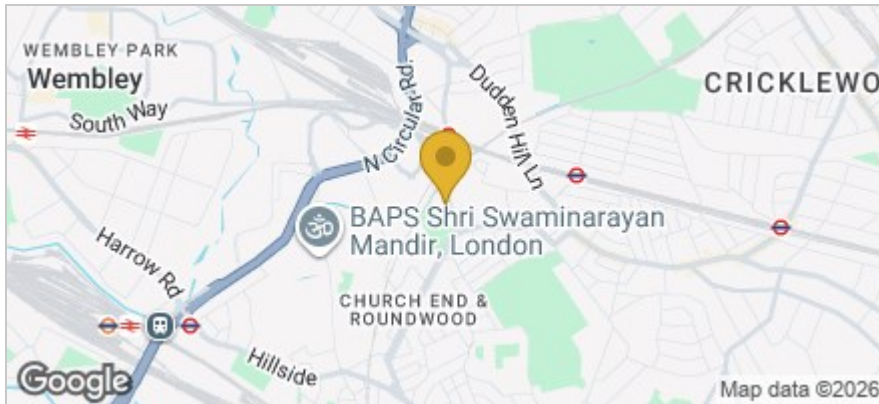 WEMBLEY PARK
Wembley
South Way
N Circular Rd.
Dudden Hill Ln
CRICKLEWO
BAPS Shri Swaminarayan
Mandir, London
Harrow Rd
CHURCH END &
ROUNDWOOD
Hillside
Google
Map data ©2026